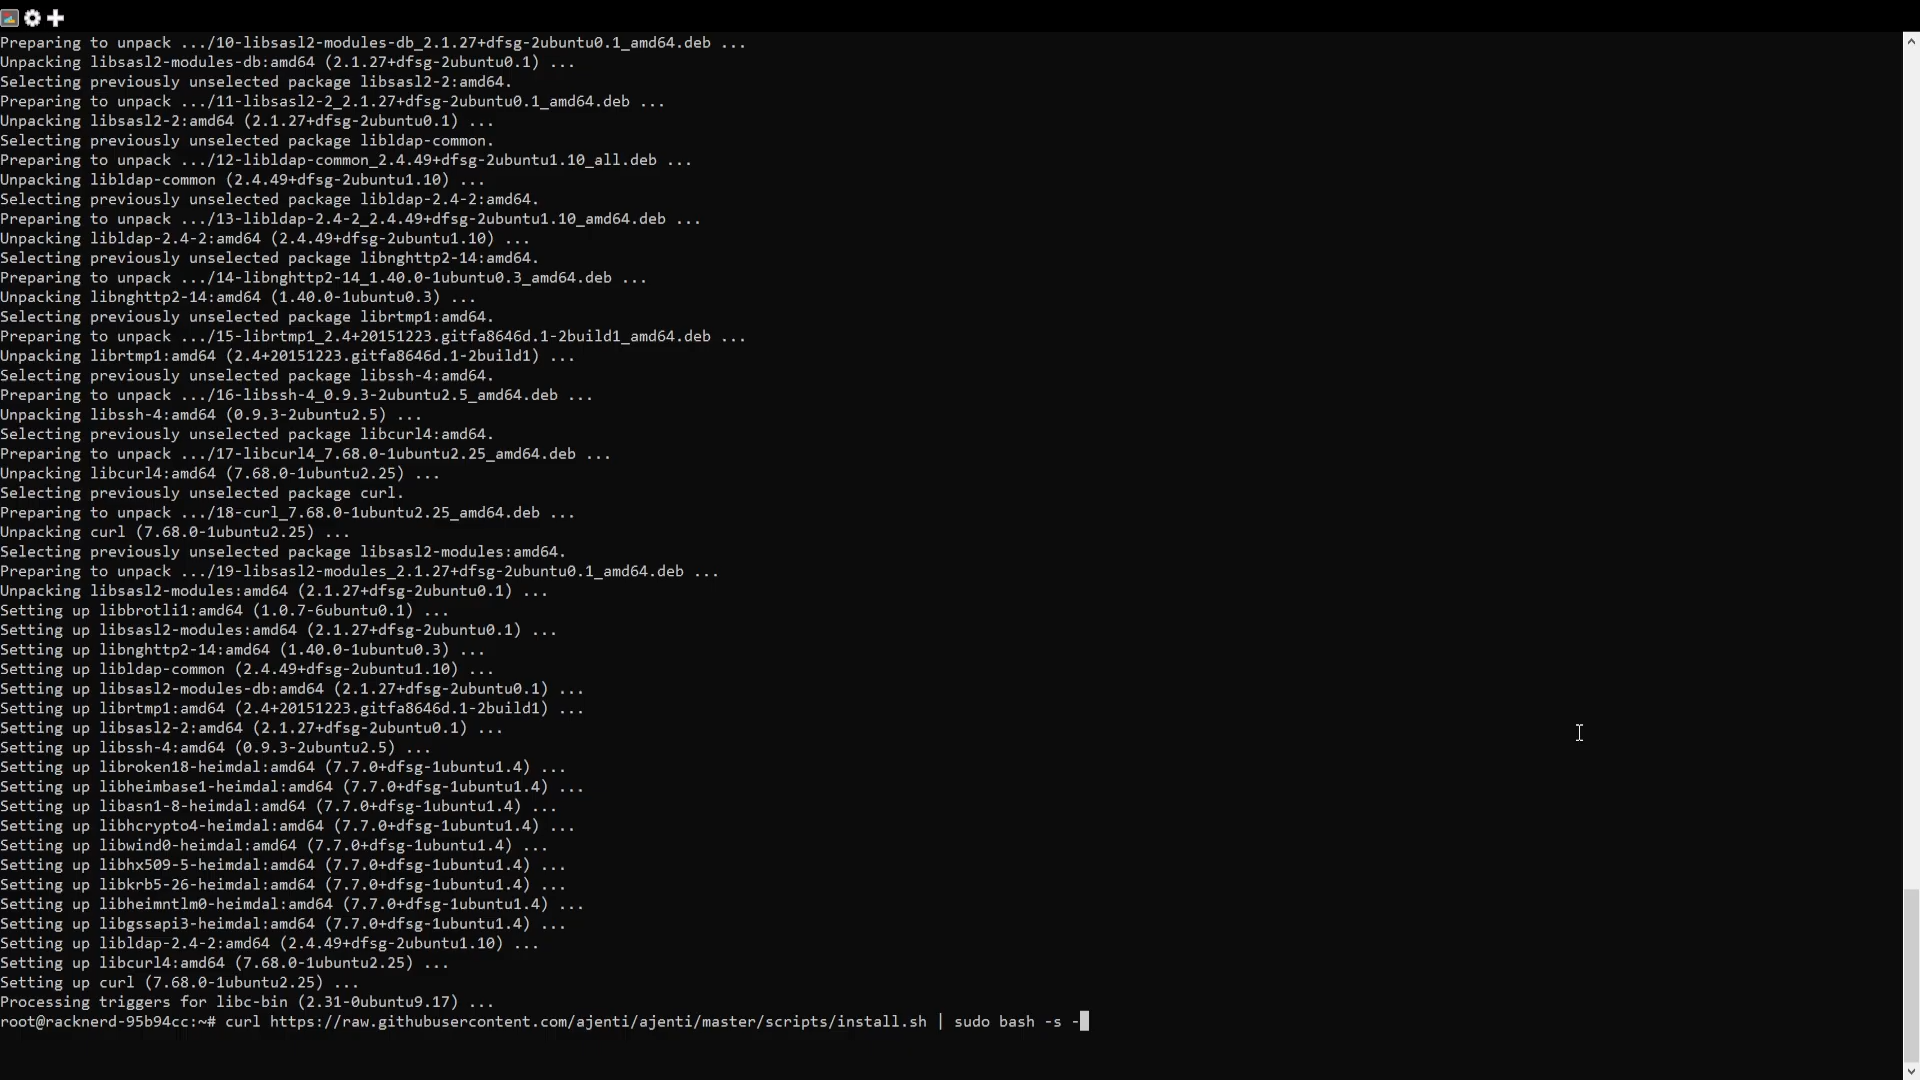 Preparing to unpack .../10-libsasl2-modules-db_2.1.27+dfsg-2ubuntu0.1_amd64.deb ...
Unpacking libsasl2-modules-db:amd64 (2.1.27+dfsg-2ubuntu0.1) ...
Selecting previously unselected package libsasl2-2:amd64.
Preparing to unpack .../11-libsasl2-2_2.1.27+dfsg-2ubuntu0.1_amd64.deb ...
Unpacking libsasl2-2:amd64 (2.1.27+dfsg-2ubuntu0.1) ...
Selecting previously unselected package libldap-common.
Preparing to unpack .../12-libldap-common_2.4.49+dfsg-2ubuntu1.10_all.deb ...
Unpacking libldap-common (2.4.49+dfsg-2ubuntu1.10) ...
Selecting previously unselected package libldap-2.4-2:amd64.
Preparing to unpack .../13-libldap-2.4-2_2.4.49+dfsg-2ubuntu1.10_amd64.deb ...
Unpacking libldap-2.4-2:amd64 (2.4.49+dfsg-2ubuntu1.10) ...
Selecting previously unselected package libnghttp2-14:amd64.
Preparing to unpack .../14-libnghttp2-14_1.40.0-1ubuntu0.3_amd64.deb ...
Unpacking libnghttp2-14:amd64 (1.40.0-1ubuntu0.3) ...
Selecting previously unselected package librtmp1:amd64.
Preparing to unpack .../15-librtmp1_2.4+20151223.gitfa8646d.1-2build1_amd64.deb ...
Unpacking librtmp1:amd64 (2.4+20151223.gitfa8646d.1-2build1) ...
Selecting previously unselected package libssh-4:amd64.
Preparing to unpack .../16-libssh-4_0.9.3-2ubuntu2.5_amd64.deb ...
Unpacking libssh-4:amd64 (0.9.3-2ubuntu2.5) ...
Selecting previously unselected package libcurl4:amd64.
Preparing to unpack .../17-libcurl4_7.68.0-1ubuntu2.25_amd64.deb ...
Unpacking libcurl4:amd64 (7.68.0-1ubuntu2.25) ...
Selecting previously unselected package curl.
Preparing to unpack .../18-curl_7.68.0-1ubuntu2.25_amd64.deb ...
Unpacking curl (7.68.0-1ubuntu2.25) ...
Selecting previously unselected package libsasl2-modules:amd64.
Preparing to unpack .../19-libsasl2-modules_2.1.27+dfsg-2ubuntu0.1_amd64.deb ...
Unpacking libsasl2-modules:amd64 (2.1.27+dfsg-2ubuntu0.1) ...
Setting up libbrotli1:amd64 (1.0.7-6ubuntu0.1) ...
Setting up libsasl2-modules:amd64 (2.1.27+dfsg-2ubuntu0.1) ...
Setting up libnghttp2-14:amd64 (1.40.0-1ubuntu0.3) ...
Setting up libldap-common (2.4.49+dfsg-2ubuntu1.10) ...
Setting up libsasl2-modules-db:amd64 (2.1.27+dfsg-2ubuntu0.1) ...
Setting up librtmp1:amd64 (2.4+20151223.gitfa8646d.1-2build1) ...
Setting up libsasl2-2:amd64 (2.1.27+dfsg-2ubuntu0.1) ...
Setting up libssh-4:amd64 (0.9.3-2ubuntu2.5) ...
Setting up libroken18-heimdal:amd64 (7.7.0+dfsg-1ubuntu1.4) ...
Setting up libheimbase1-heimdal:amd64 (7.7.0+dfsg-1ubuntu1.4) ...
Setting up libasn1-8-heimdal:amd64 (7.7.0+dfsg-1ubuntu1.4) ...
Setting up libhcrypto4-heimdal:amd64 (7.7.0+dfsg-1ubuntu1.4) ...
Setting up libwind0-heimdal:amd64 (7.7.0+dfsg-1ubuntu1.4) ...
Setting up libhx509-5-heimdal:amd64 (7.7.0+dfsg-1ubuntu1.4) ...
Setting up libkrb5-26-heimdal:amd64 (7.7.0+dfsg-1ubuntu1.4) ...
Setting up libheimntlm0-heimdal:amd64 (7.7.0+dfsg-1ubuntu1.4) ...
Setting up libgssapi3-heimdal:amd64 (7.7.0+dfsg-1ubuntu1.4) ...
Setting up libldap-2.4-2:amd64 (2.4.49+dfsg-2ubuntu1.10) ...
Setting up libcurl4:amd64 (7.68.0-1ubuntu2.25) ...
Setting up curl (7.68.0-1ubuntu2.25) ...
Processing triggers for libc-bin (2.31-0ubuntu9.17) ...
root@racknerd-95b94cc:~# curl https://raw.githubusercontent.com/ajenti/ajenti/master/scripts/install.sh | sudo bash -s -